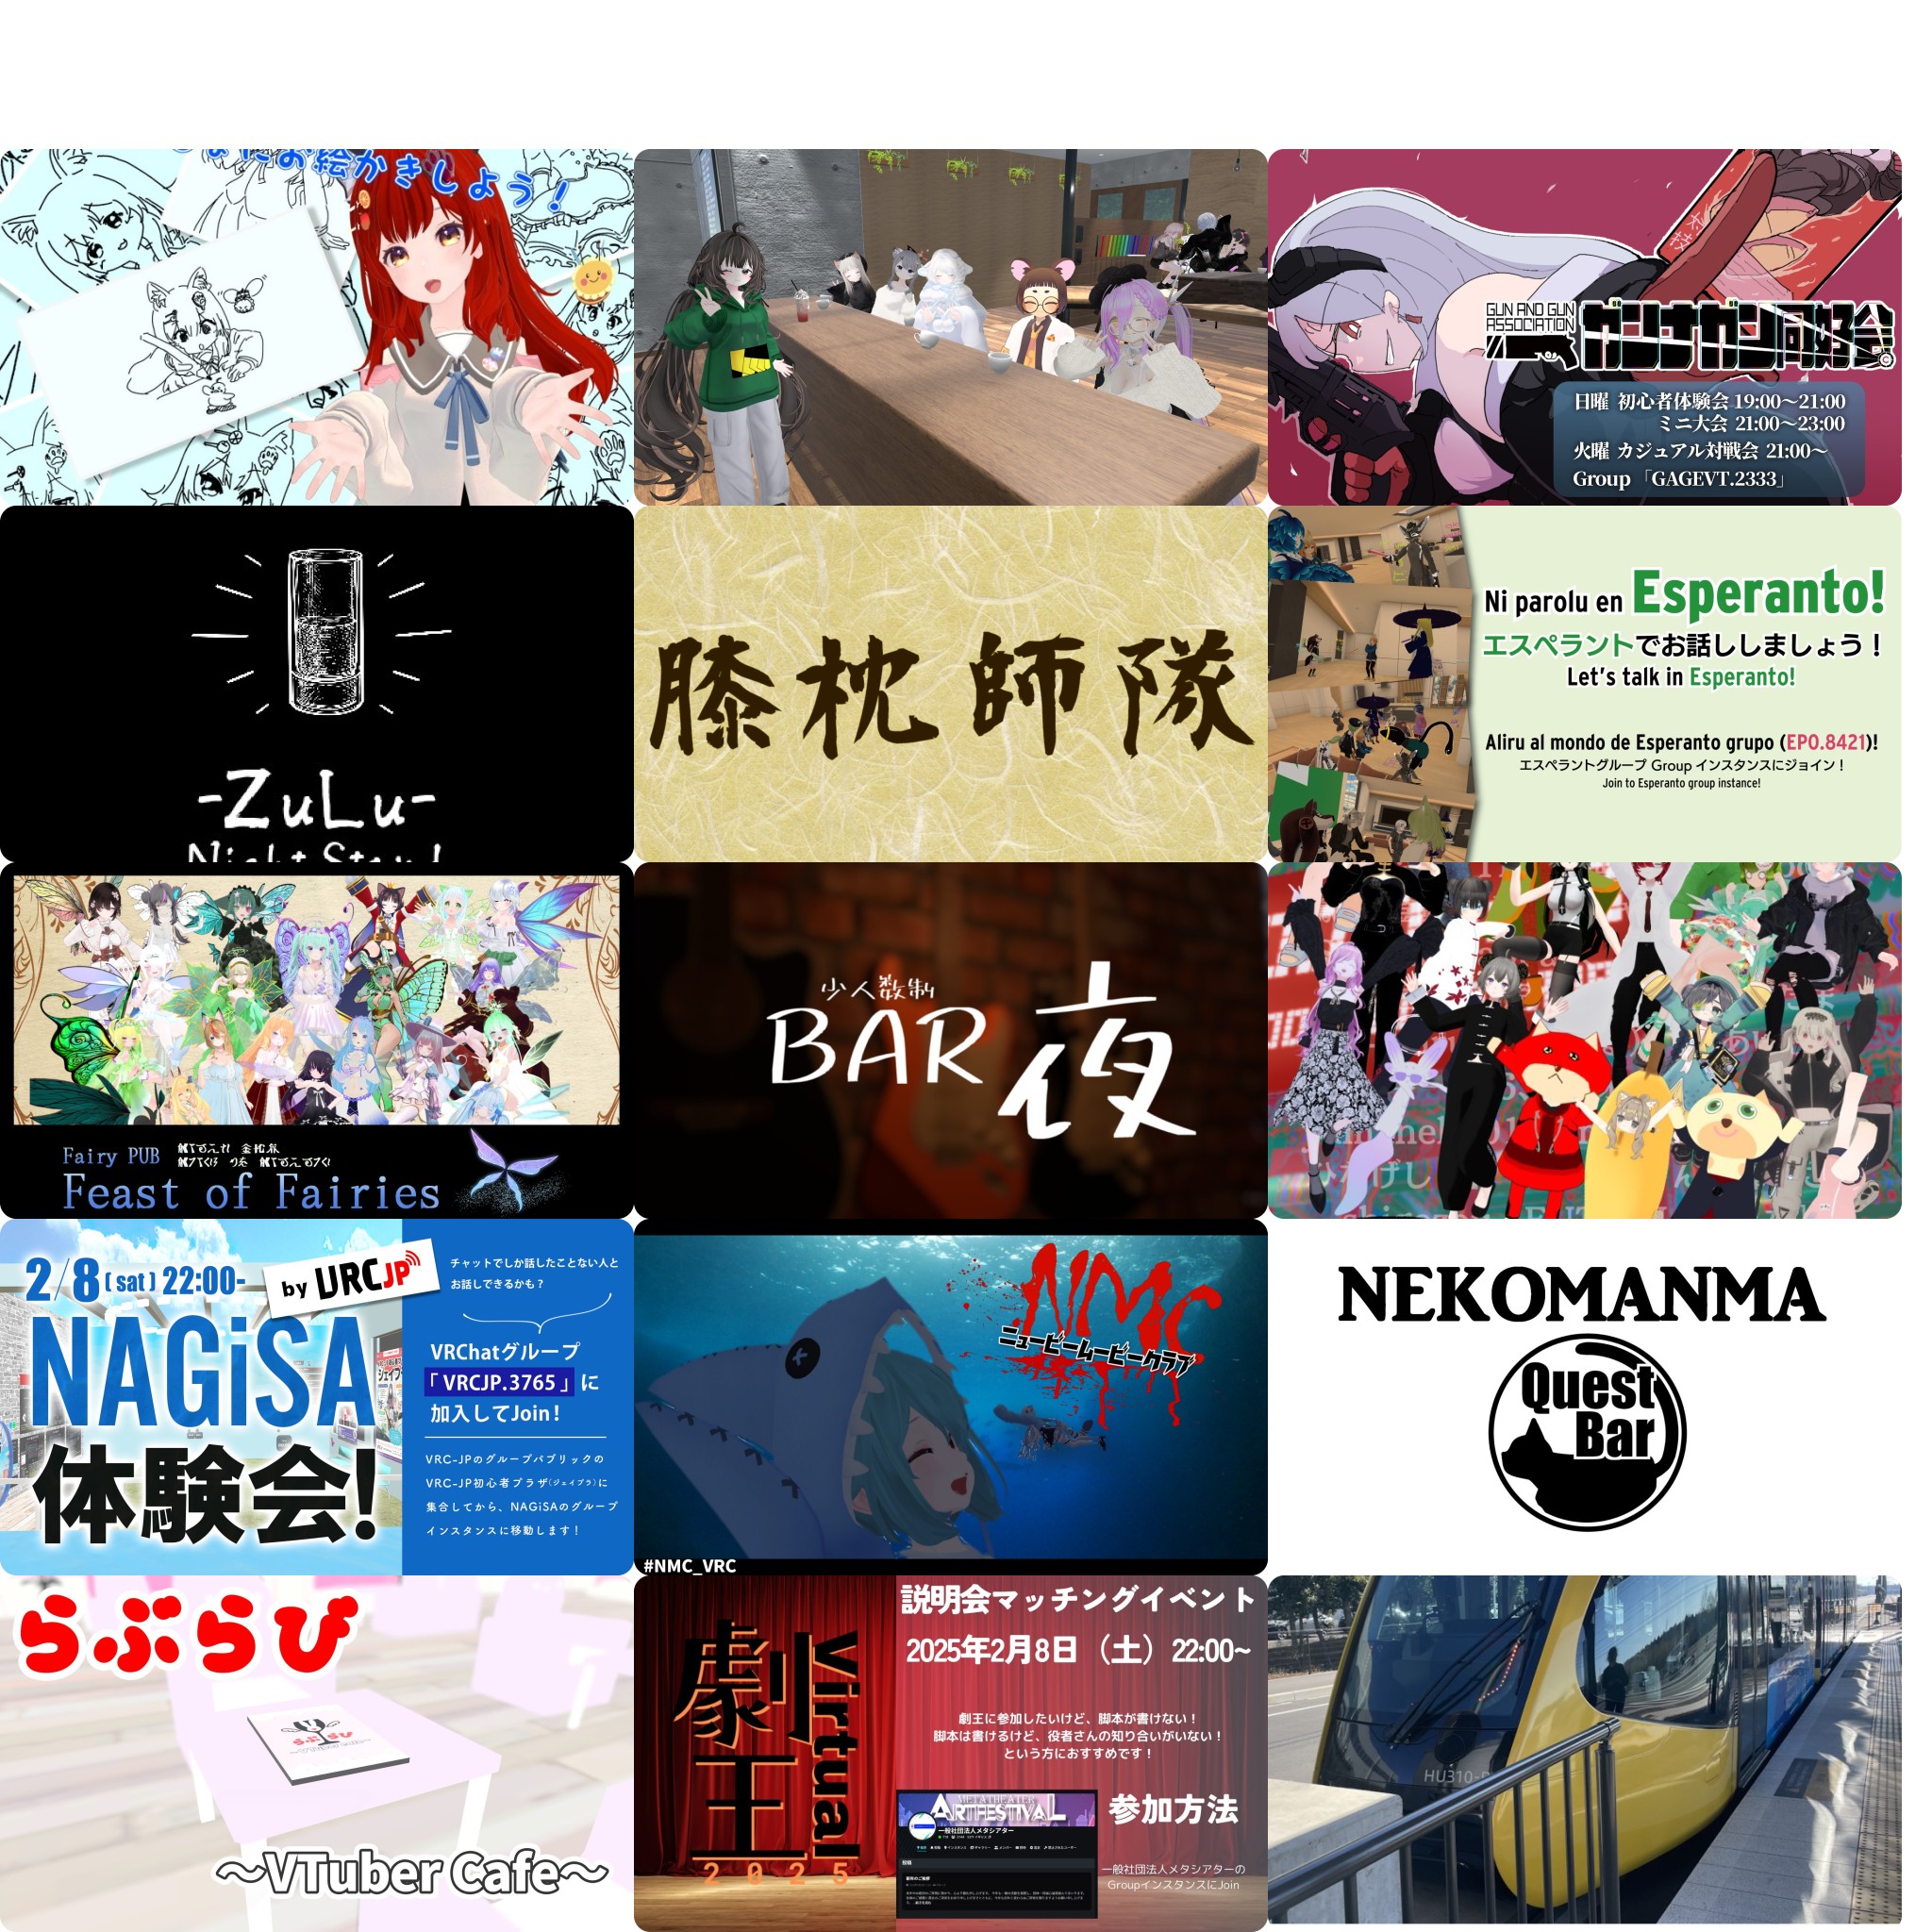 お絵かきしよう！
GUN AND GUN
ASSOCIATION
ガンナガン同好会
日曜 初心者体験会 19:00～21:00
ミニ大会 21:00～23:00
火曜 カジュアル対戦会 21:00～
Group 「GAGEVT.2333」
-ZuLu-
膝枕師隊
Ni parolu en Esperanto!
エスペラントでお話ししましょう！
Let's talk in Esperanto!
Aliru al mondo de Esperanto grupo (EPO.8421)!
エスペラントグループ Group インスタンスにジョイン！
Join to Esperanto group instance!
Fairy PUB
Feast of Fairies
少人数制
BAR 夜
2/8 [sat] 22:00-
by VRCJP
NAGiSA
体験会!
チャットでしか話したことない人と
お話しできるかも？
VRChatグループ
「VRCJP.3765」に
加入してJoin！
VRC-JPのグループパブリックの
VRC-JP初心者プラザ(ジェイプラ)に
集合してから、NAGiSAのグループ
インスタンスに移動します！
NMC
ニュービームービークラブ
#NMC_VRC
NEKOMANMA
Quest
Bar
らぶらび
らぶらび
～VTuber Cafe～
劇王
Virtual
2025
説明会マッチングイベント
2025年2月8日（土）22:00~
劇王に参加したいけど、脚本が書けない！
脚本は書けるけど、役者さんの知り合いがいない！
という方におすすめです！
METATHEATER
ARTFESTIVAL
一般社団法人メタシアター
参加方法
一般社団法人メタシアターの
GroupインスタンスにJoin
HU310-